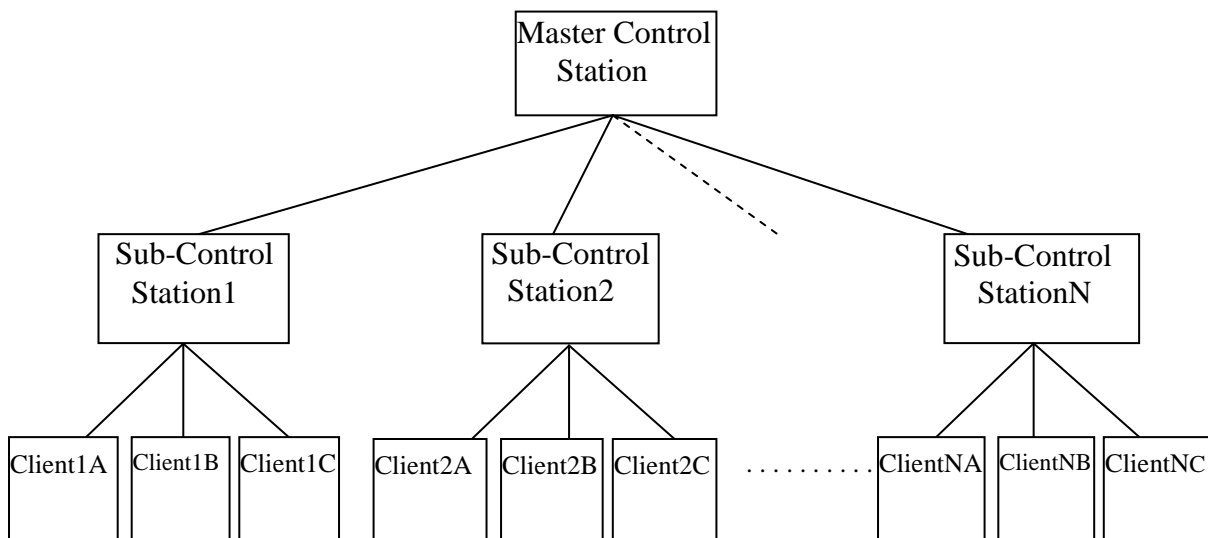 Master Control
Station
Sub-Control
Station1
Sub-Control
Station2
Sub-Control
StationN
Client1A
Client1B
Client1C
Client2A
Client2B
Client2C
. . . . . . . . . .
ClientNA
ClientNB
ClientNC